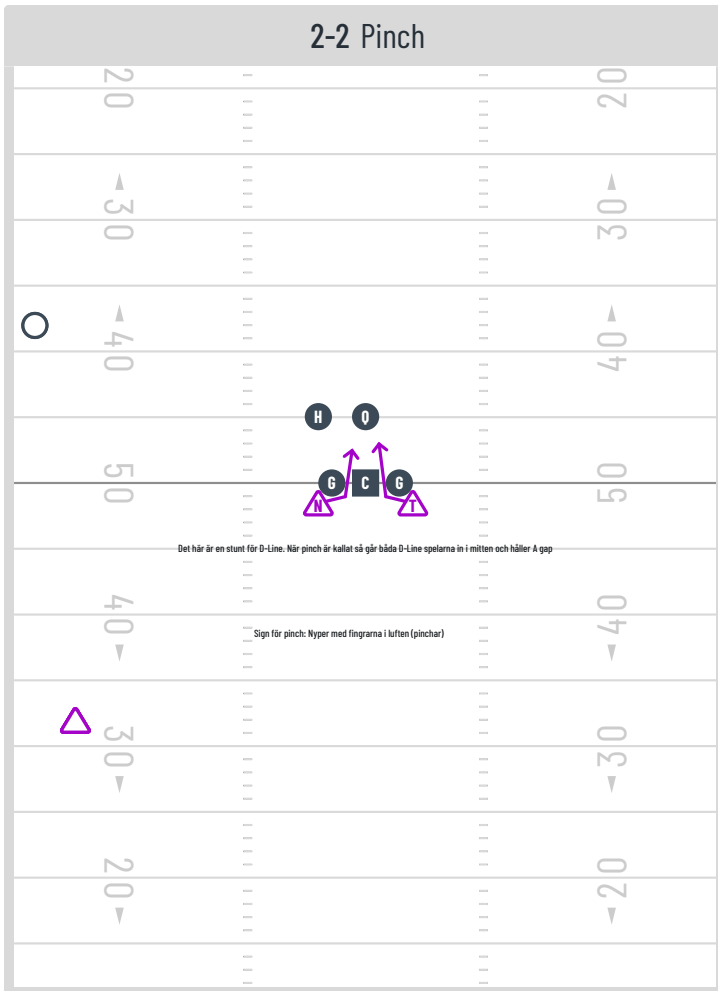 2-2 Pinch
20 20
30 30
40 40
H Q
G C G
50 50
N T
Det här är en stunt för D-Line. När pinch är kallat så går båda D-Line spelarna in i mitten och håller A gap
40 40
Sign för pinch: Nyper med fingrarna i luften (pinchar)
30 30
20 20